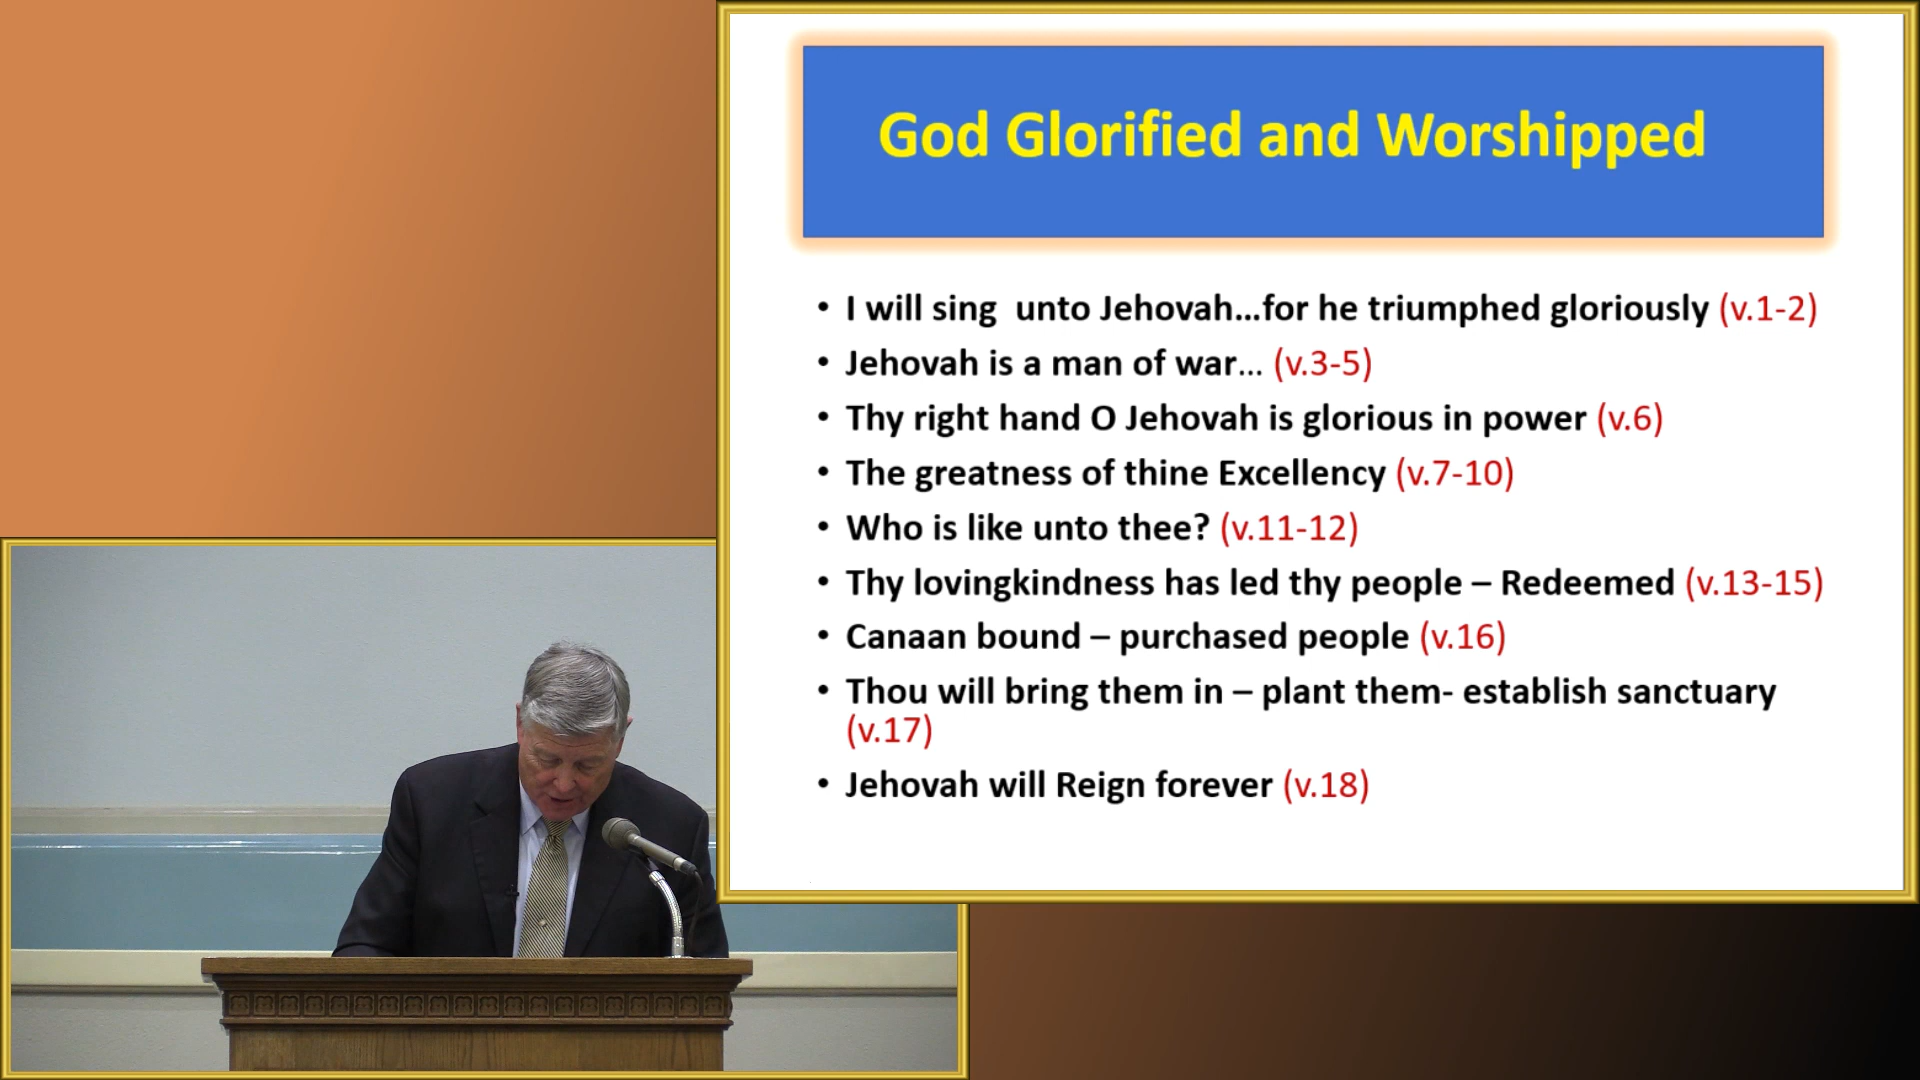 God Glorified and Worshipped
• I will sing  unto Jehovah...for he triumphed gloriously (v.1-2)
• Jehovah is a man of war... (v.3-5)
• Thy right hand O Jehovah is glorious in power (v.6)
• The greatness of thine Excellency (v.7-10)
• Who is like unto thee? (v.11-12)
• Thy lovingkindness has led thy people – Redeemed (v.13-15)
• Canaan bound – purchased people (v.16)
• Thou will bring them in – plant them- establish sanctuary
(v.17)
• Jehovah will Reign forever (v.18)